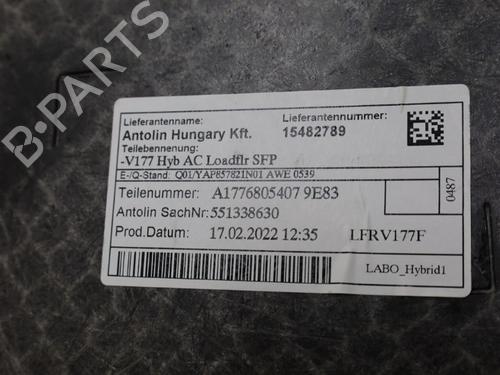 Lieferantenname:
Antolin Hungary Kft. 15482789
Teilebennenung:
-V177 Hyb AC Loadflr SFP
E-/Q-Stand: Q01/YAP857821N01 AWE 0539
Teilenummer: A1776805407 9E83
Antolin SachNr: 551338630
Prod.Datum: 17.02.2022 12:35 LFRV177F
LABO_Hybrid1
Lieferantennummer:
0487
B-PARTS